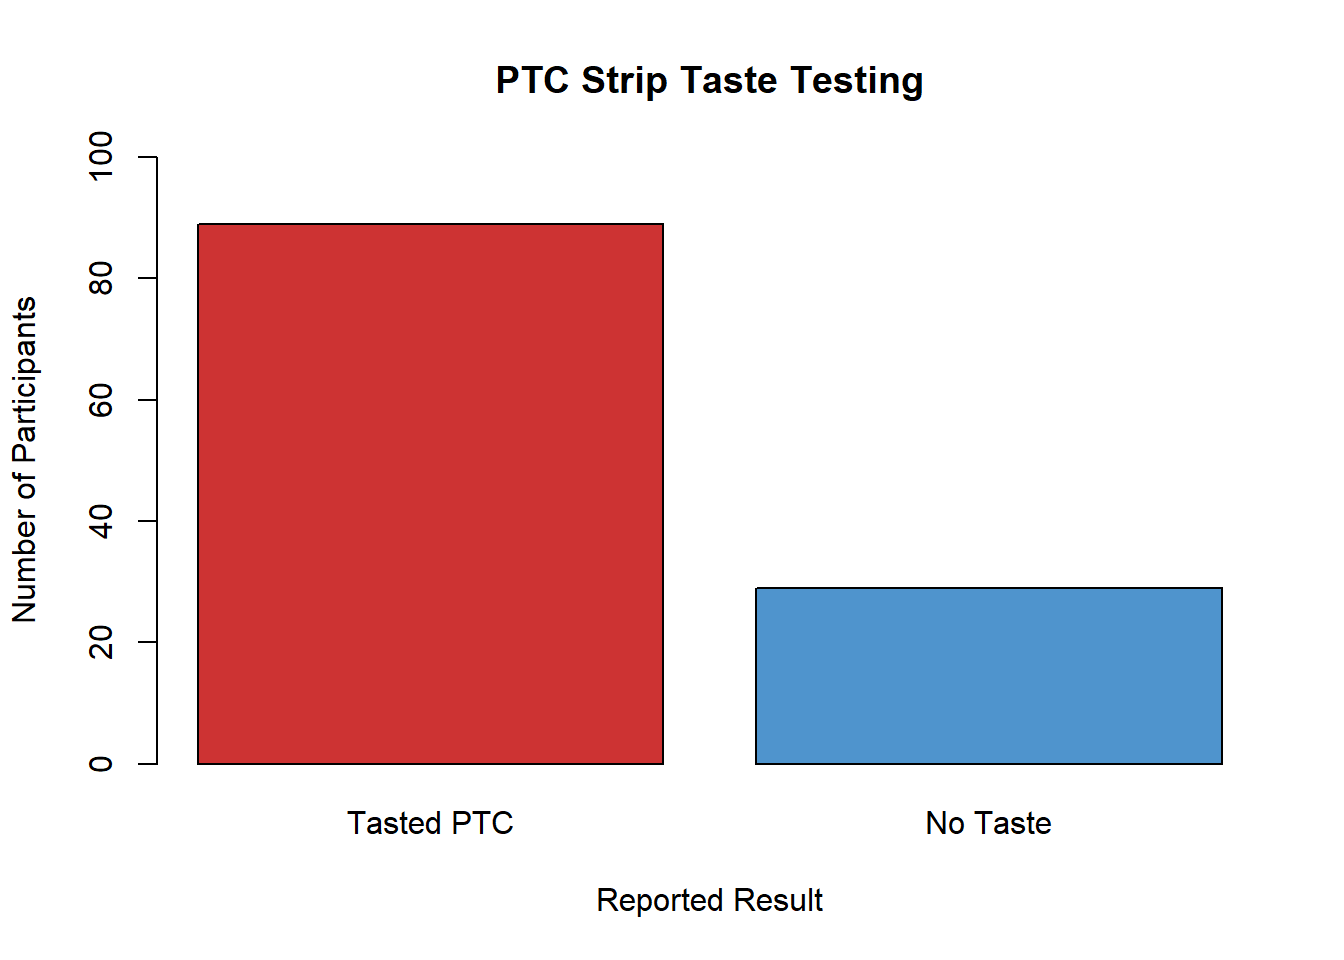 PTC Strip Taste Testing
Number of Participants
100
80
60
40
20
0
Tasted PTC
No Taste
Reported Result